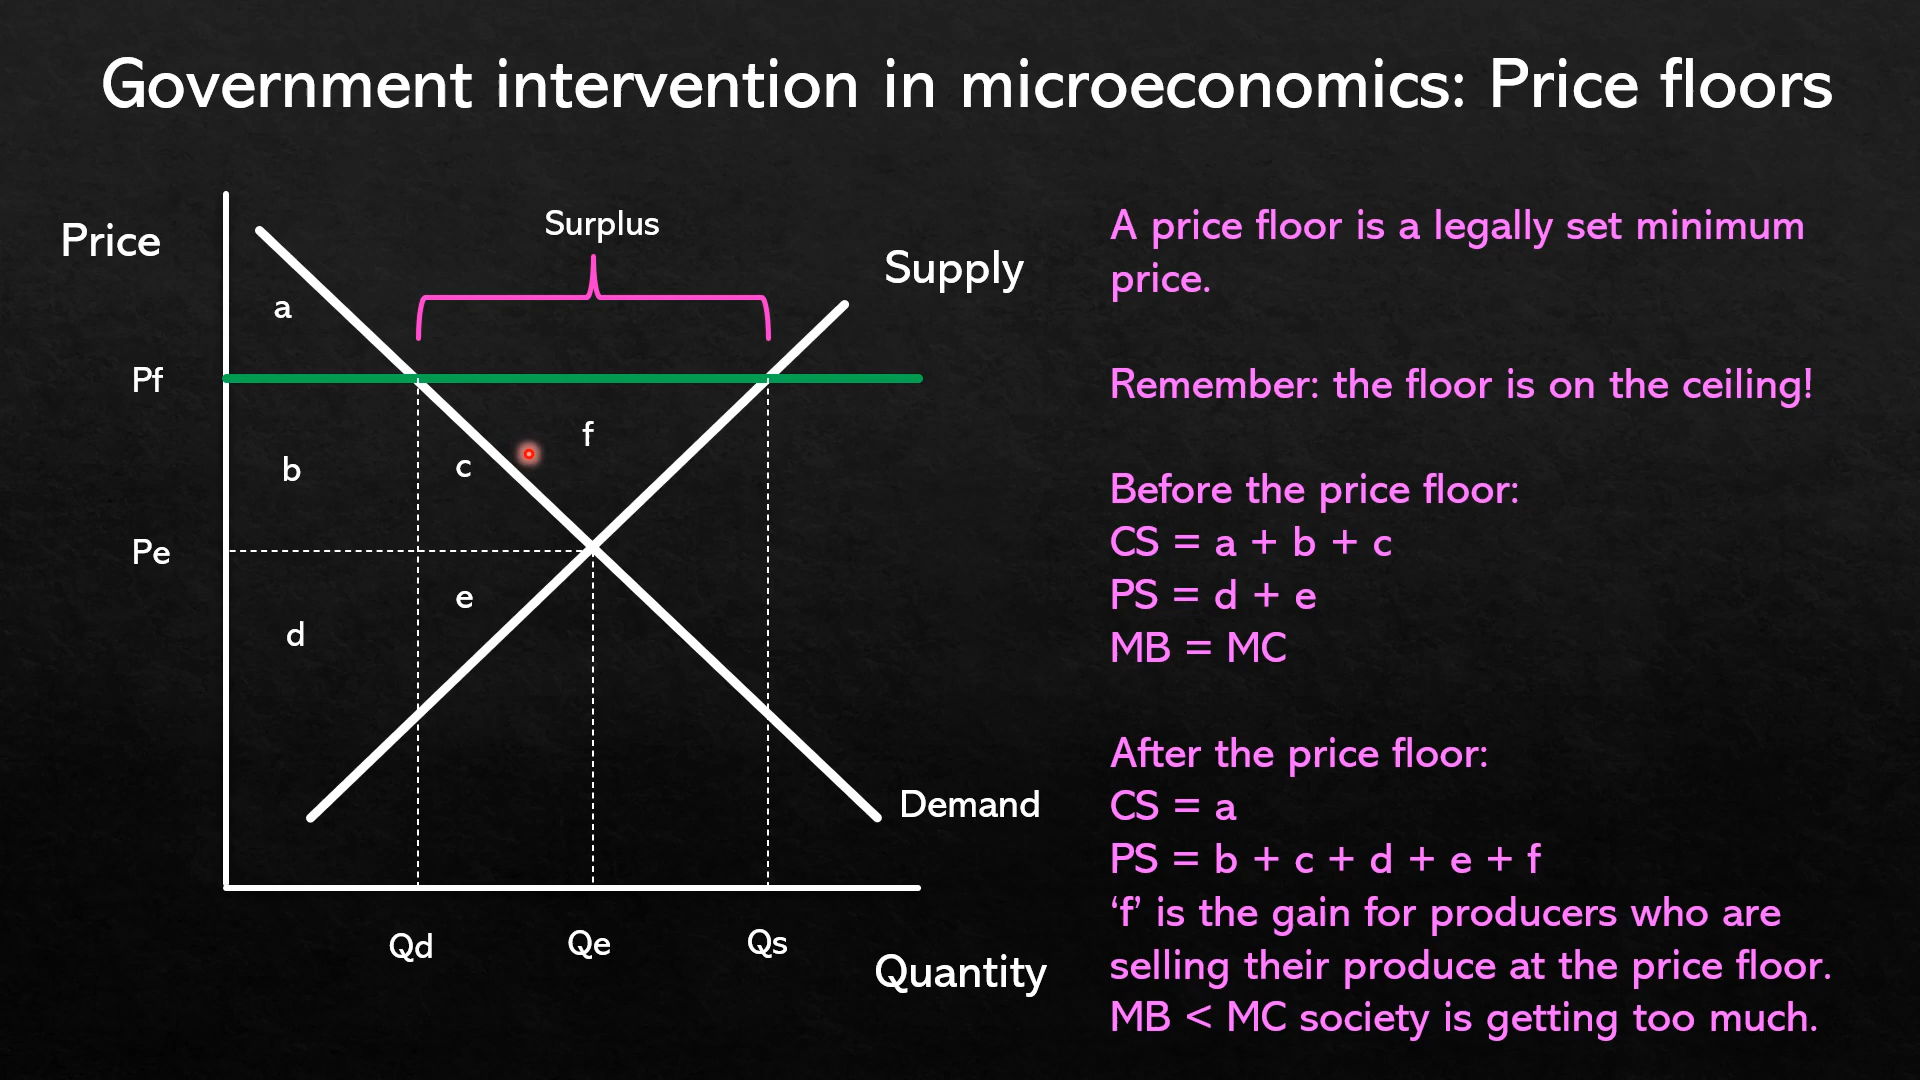 Government intervention in microeconomics: Price floors
Price
Surplus
Supply
a
Pf
f
b
c
Pe
e
d
Demand
Qd
Qe
Qs
Quantity
A price floor is a legally set minimum
price.
Remember: the floor is on the ceiling!
Before the price floor:
CS = a + b + c
PS = d + e
MB = MC
After the price floor:
CS = a
PS = b + c + d + e + f
‘f’ is the gain for producers who are
selling their produce at the price floor.
MB < MC society is getting too much.